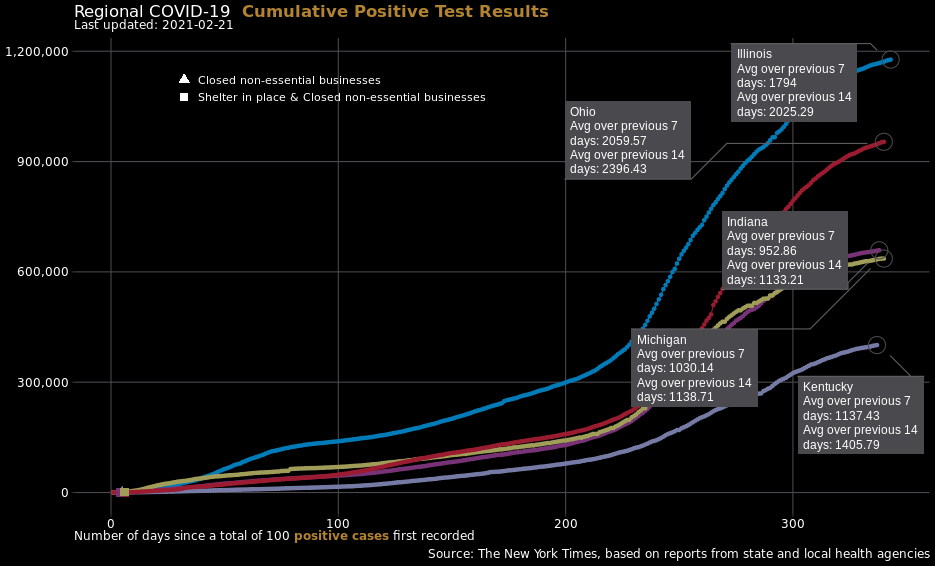 Regional COVID-19 Cumulative Positive Test Results
Last updated: 2021-02-21
1,200,000
900,000
600,000
300,000
0
Closed non-essential businesses
Shelter in place & Closed non-essential businesses
Illinois
Avg over previous 7
days: 1794
Avg over previous 14
days: 2025.29
Ohio
Avg over previous 7
days: 2059.57
Avg over previous 14
days: 2396.43
Indiana
Avg over previous 7
days: 952.86
Avg over previous 14
days: 1133.21
Michigan
Avg over previous 7
days: 1030.14
Avg over previous 14
days: 1138.71
Kentucky
Avg over previous 7
days: 1137.43
Avg over previous 14
days: 1405.79
0 100 200 300
Number of days since a total of 100 positive cases first recorded
Source: The New York Times, based on reports from state and local health agencies